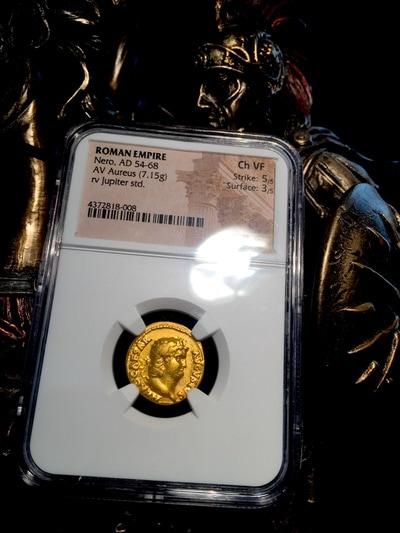 ROMAN EMPIRE
Nero, AD 54-68
AV Aureus (7.15g)
rv Jupiter std.
4372818-008
Ch VF
Strike: 5/5
Surface: 3/5